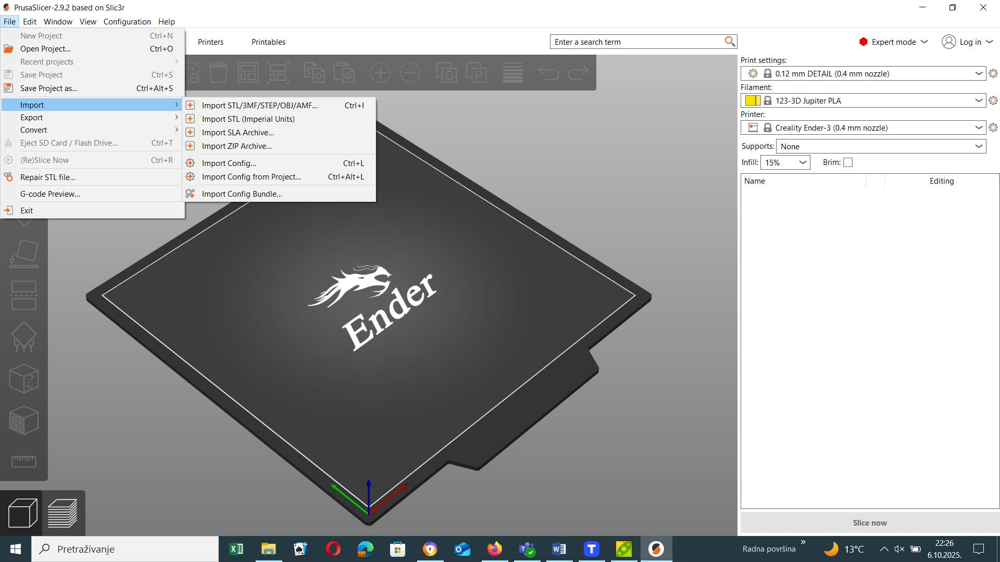 PrusaSlicer-2.9.2 based on Slic3r
File Edit Window View Configuration Help
New Project Ctrl+N
Open Project... Ctrl+O
Recent projects
Save Project Ctrl+S
Save Project as... Ctrl+Alt+S
Import
Export
Convert
Eject SD Card / Flash Drive... Ctrl+T
(Re)Slice Now Ctrl+R
Repair STL file...
G-code Preview...
Exit
Import STL/3MF/STEP/OBJ/AMF... Ctrl+I
Import STL (Imperial Units)
Import SLA Archive...
Import ZIP Archive...
Import Config... Ctrl+L
Import Config from Project... Ctrl+Alt+L
Import Config Bundle...
Printers Printables
Enter a search term
Expert mode Log in
Print settings:
0.12 mm DETAIL (0.4 mm nozzle)
Filament:
123-3D Jupiter PLA
Printer:
Creality Ender-3 (0.4 mm nozzle)
Supports: None
Infill: 15% Brim:
Name Editing
Ender
Slice now
Pretraživanje
Radna površina
13°C
22:26
6.10.2025.